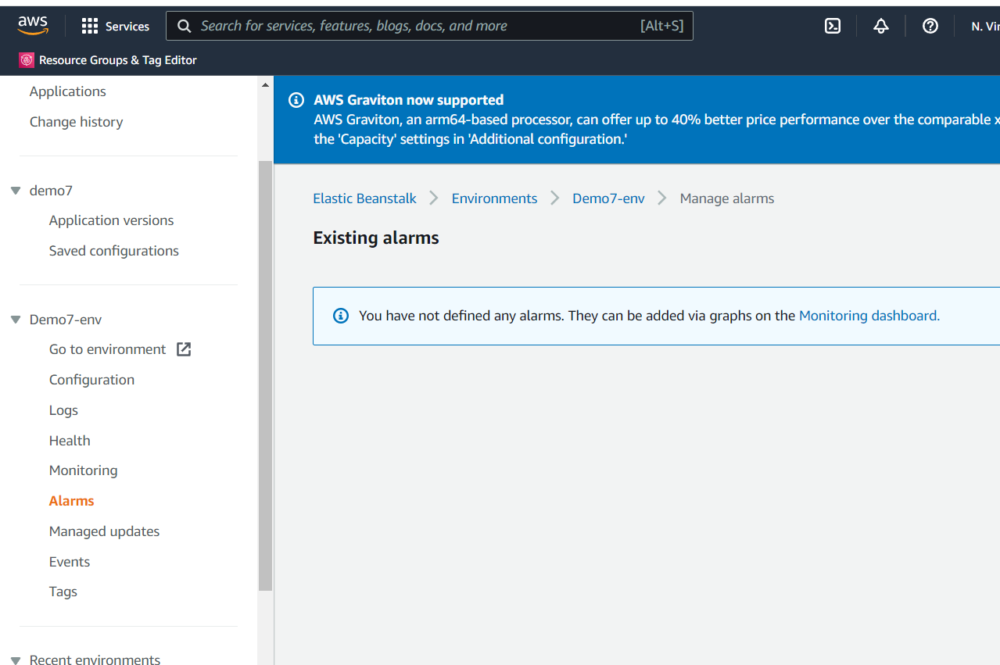 aws
Services
Search for services, features, blogs, docs, and more
[Alt+S]
N. Vir
Resource Groups & Tag Editor
Applications
Change history
demo7
Application versions
Saved configurations
Demo7-env
Go to environment
Configuration
Logs
Health
Monitoring
Alarms
Managed updates
Events
Tags
Recent environments
AWS Graviton now supported
AWS Graviton, an arm64-based processor, can offer up to 40% better price performance over the comparable x
the 'Capacity' settings in 'Additional configuration.'
Elastic Beanstalk > Environments > Demo7-env > Manage alarms
Existing alarms
You have not defined any alarms. They can be added via graphs on the Monitoring dashboard.